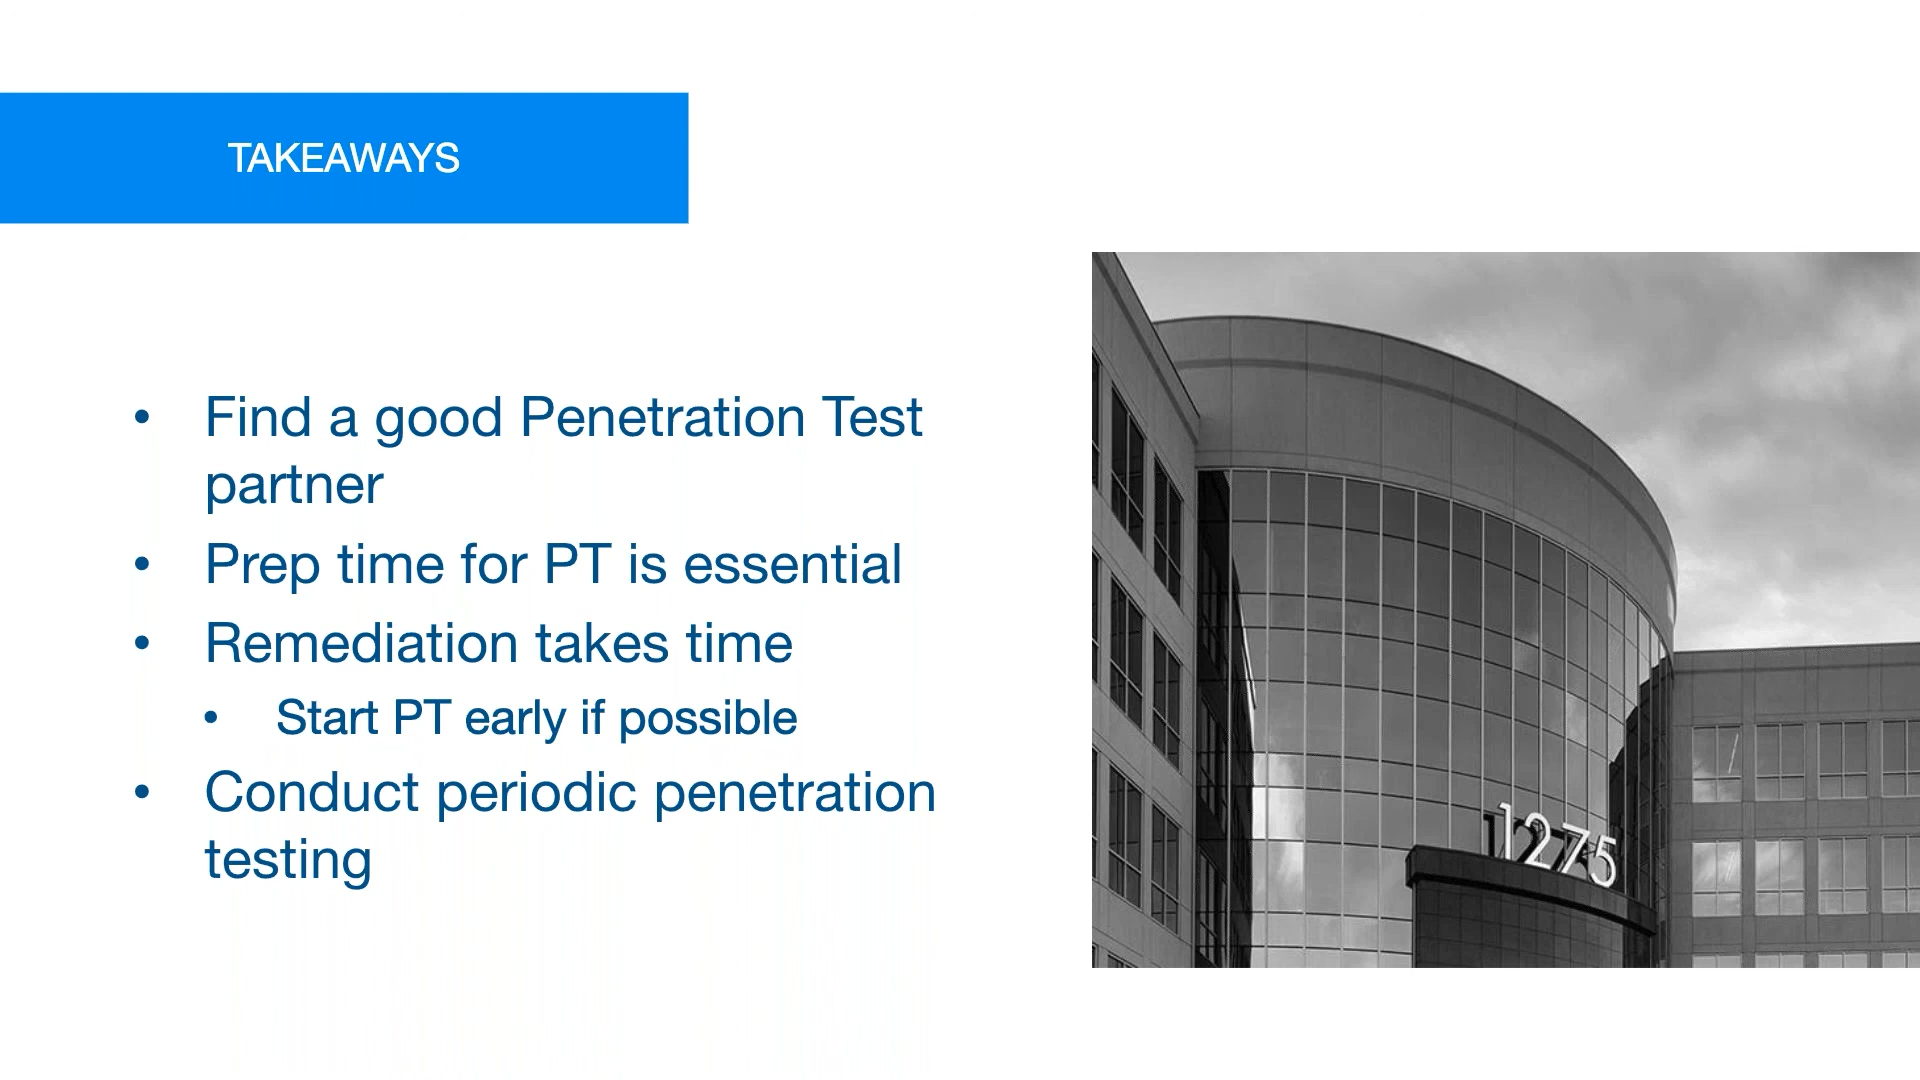 TAKEAWAYS
• Find a good Penetration Test
partner
• Prep time for PT is essential
• Remediation takes time
• Start PT early if possible
• Conduct periodic penetration
testing
1275